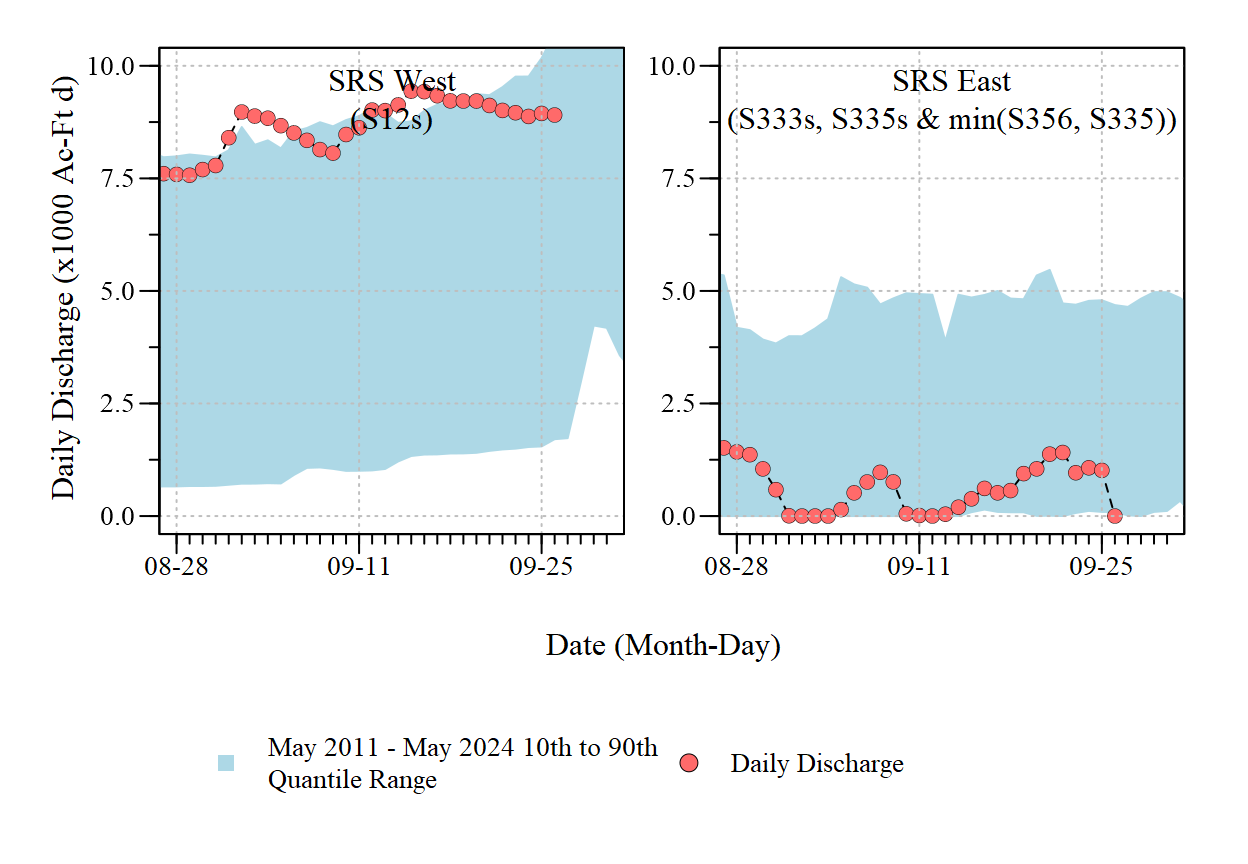 SRS West
(S12s)
10.0
7.5
5.0
2.5
0.0
08-28
09-11
09-25
Daily Discharge (x1000 Ac-Ft d)
SRS East
(S333s, S335s & min(S356, S335))
10.0
7.5
5.0
2.5
0.0
08-28
09-11
09-25
Date (Month-Day)
May 2011 - May 2024 10th to 90th
Quantile Range
Daily Discharge